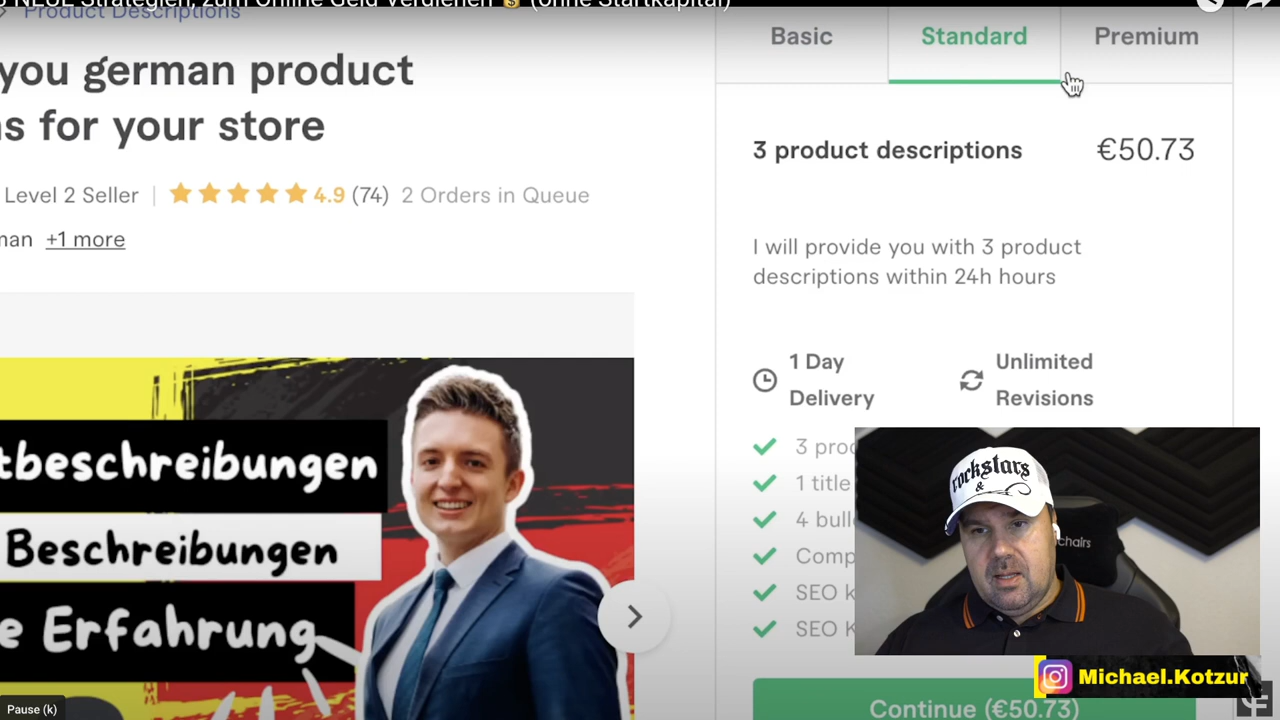 NEUE Strategien, zum Online Geld Verdienen 💰 (ohne Startkapital)
Product Descriptions
you german product
s for your store
Level 2 Seller | 4.9 (74) 2 Orders in Queue
+1 more
tbeschreibungen
Beschreibungen
e Erfahrung
Pause (k)
Basic
Standard
Premium
3 product descriptions €50.73
I will provide you with 3 product
descriptions within 24h hours
1 Day
Delivery
Unlimited
Revisions
3 prod
1 title
4 bull
Comp
SEO k
SEO K
Continue (€50.73)
rockstars
&
chairs
Michael.Kotzur